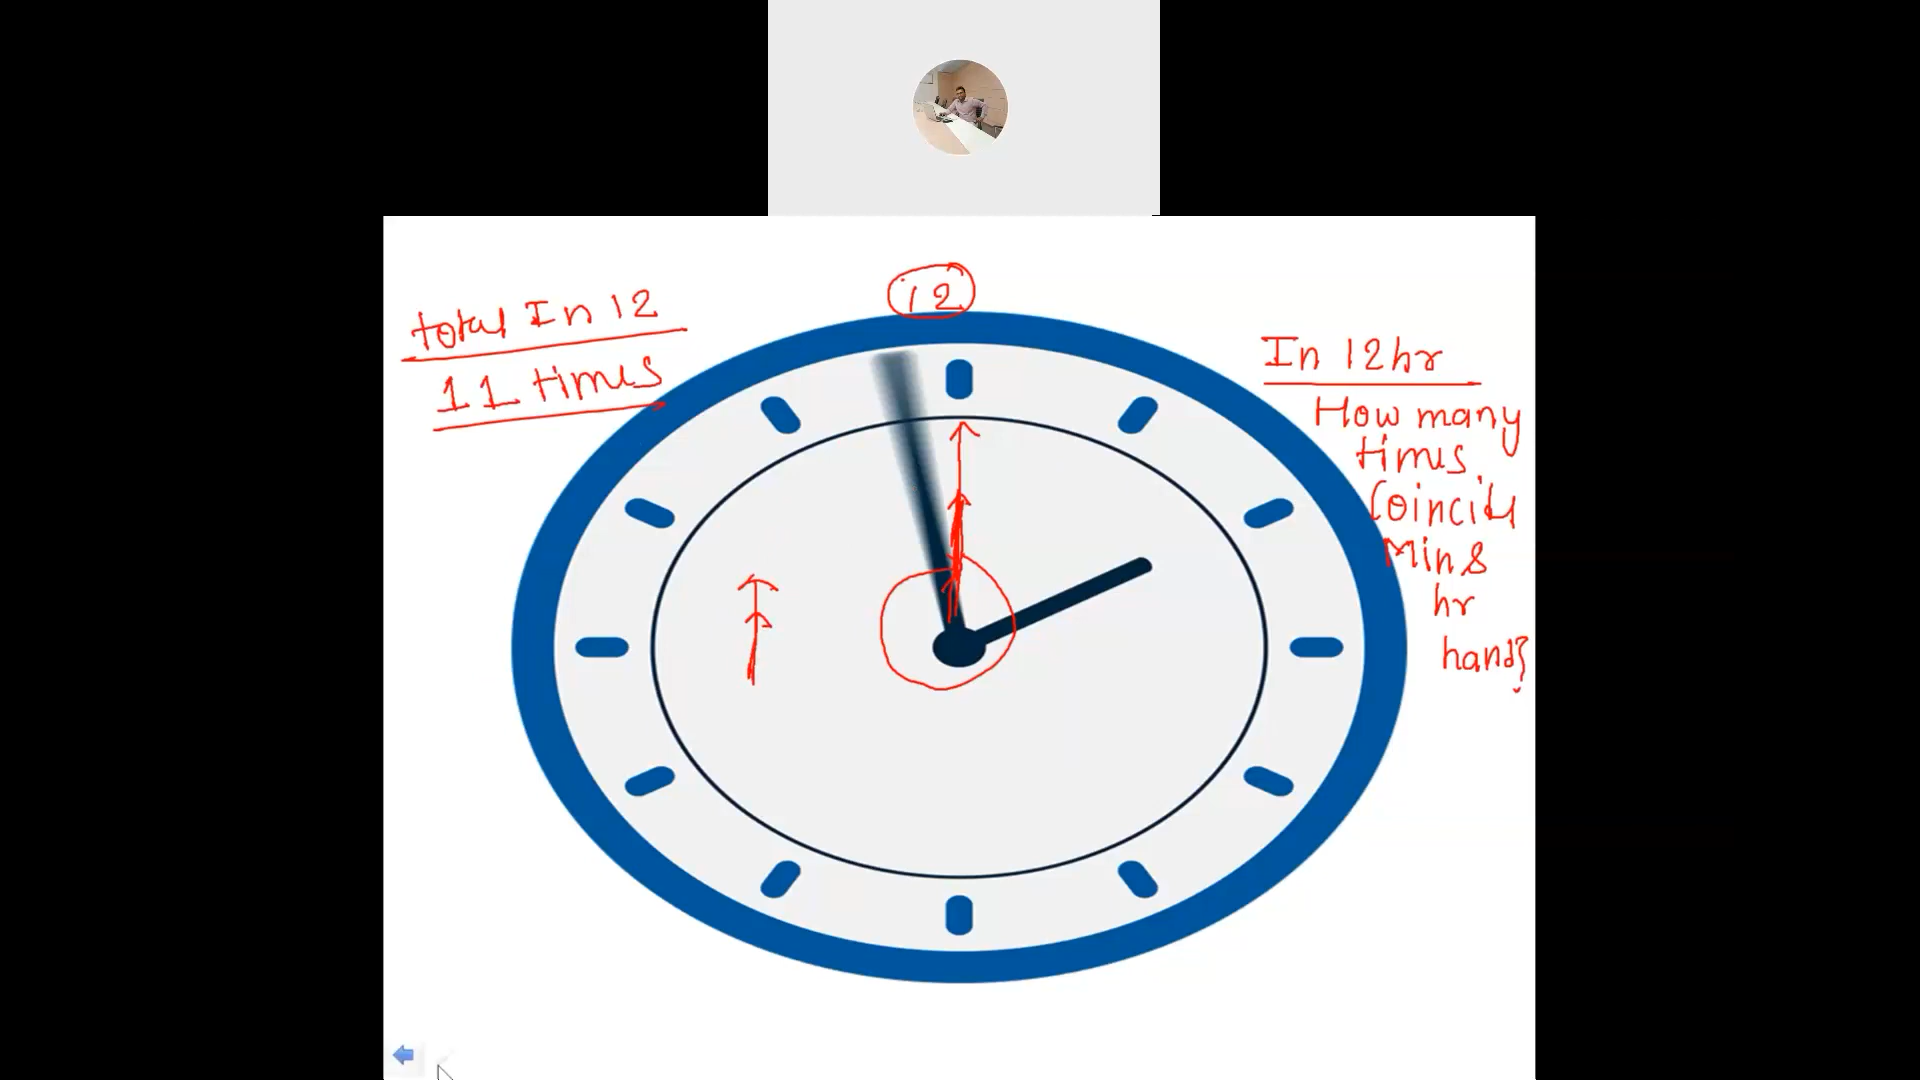 12
total In 12
11 times
In 12hr
How many
times
Coincide
Min &
hr
hand?